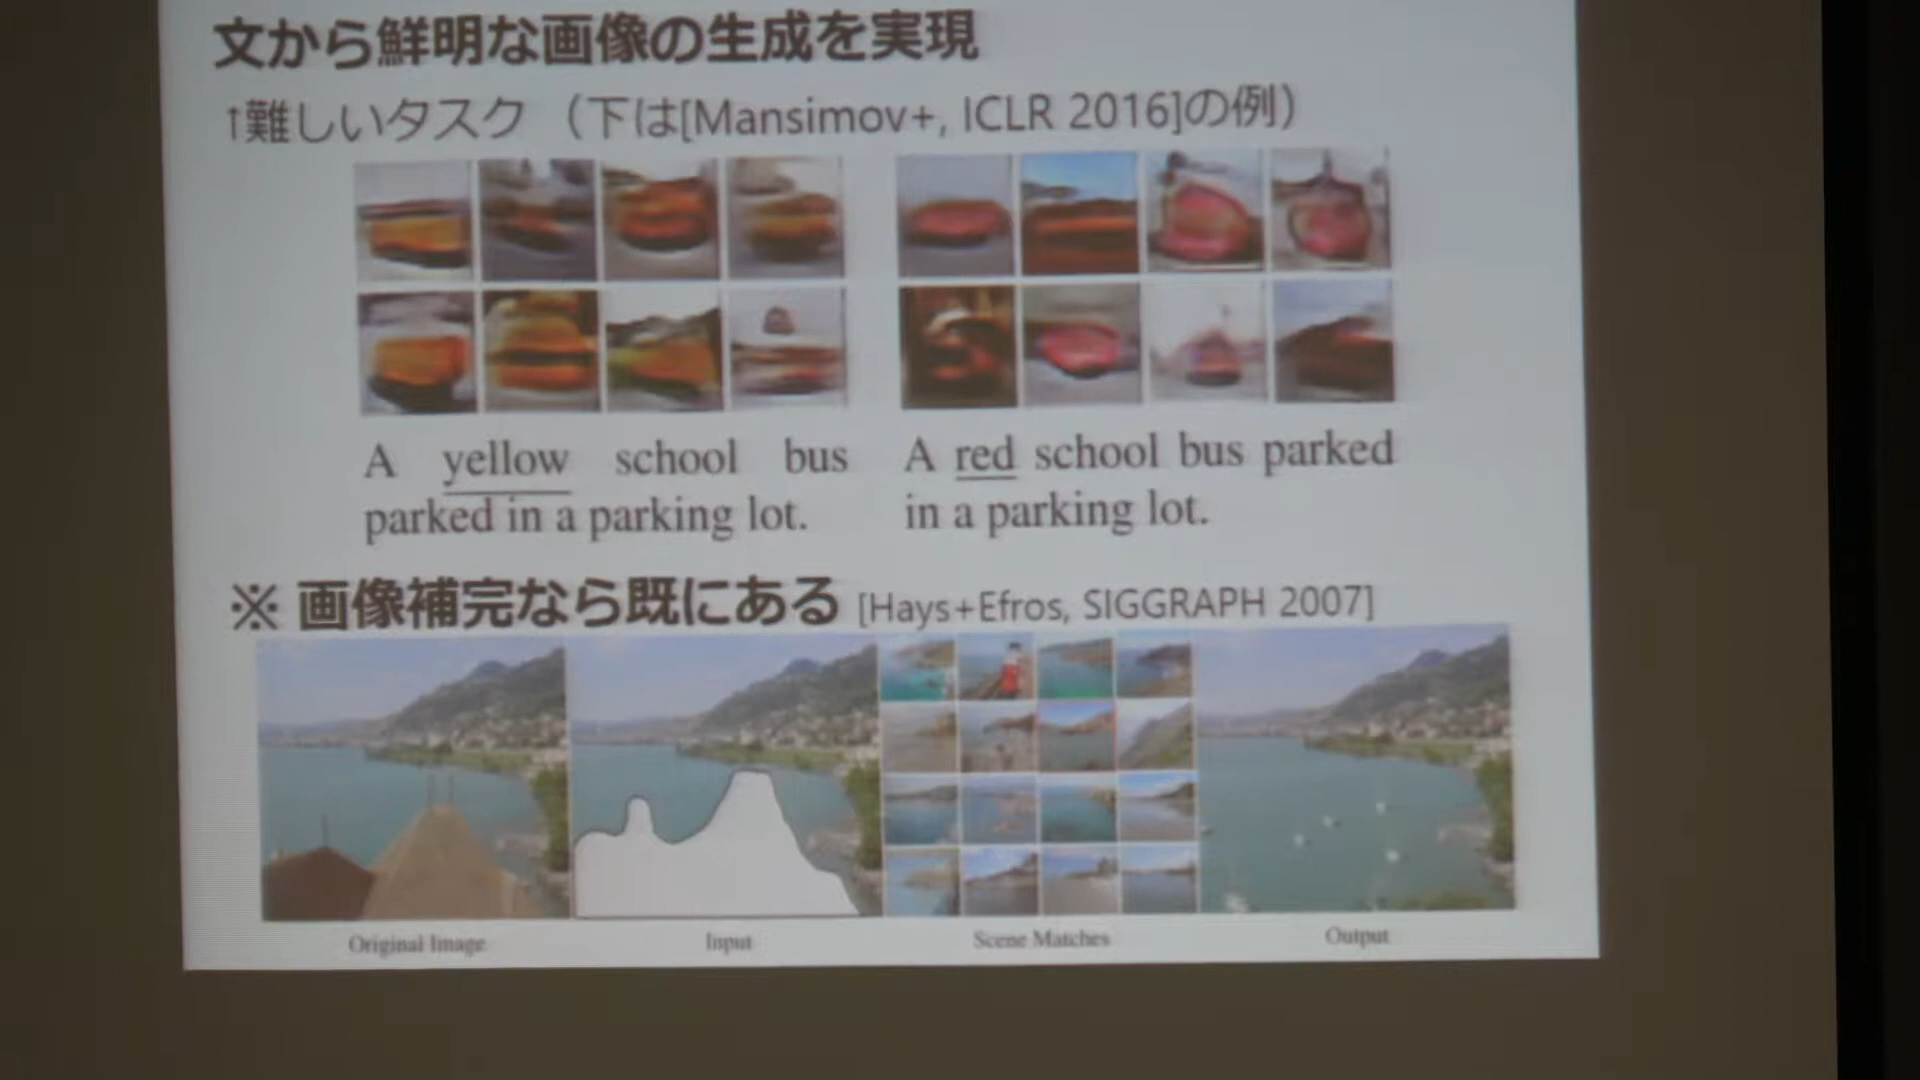 文から鮮明な画像の生成を実現
↑難しいタスク（下は[Mansimov+, ICLR 2016]の例）
A yellow school bus
parked in a parking lot.
A red school bus parked
in a parking lot.
※ 画像補完なら既にある [Hays+Efros, SIGGRAPH 2007]
Original Image
Input
Scene Matches
Output